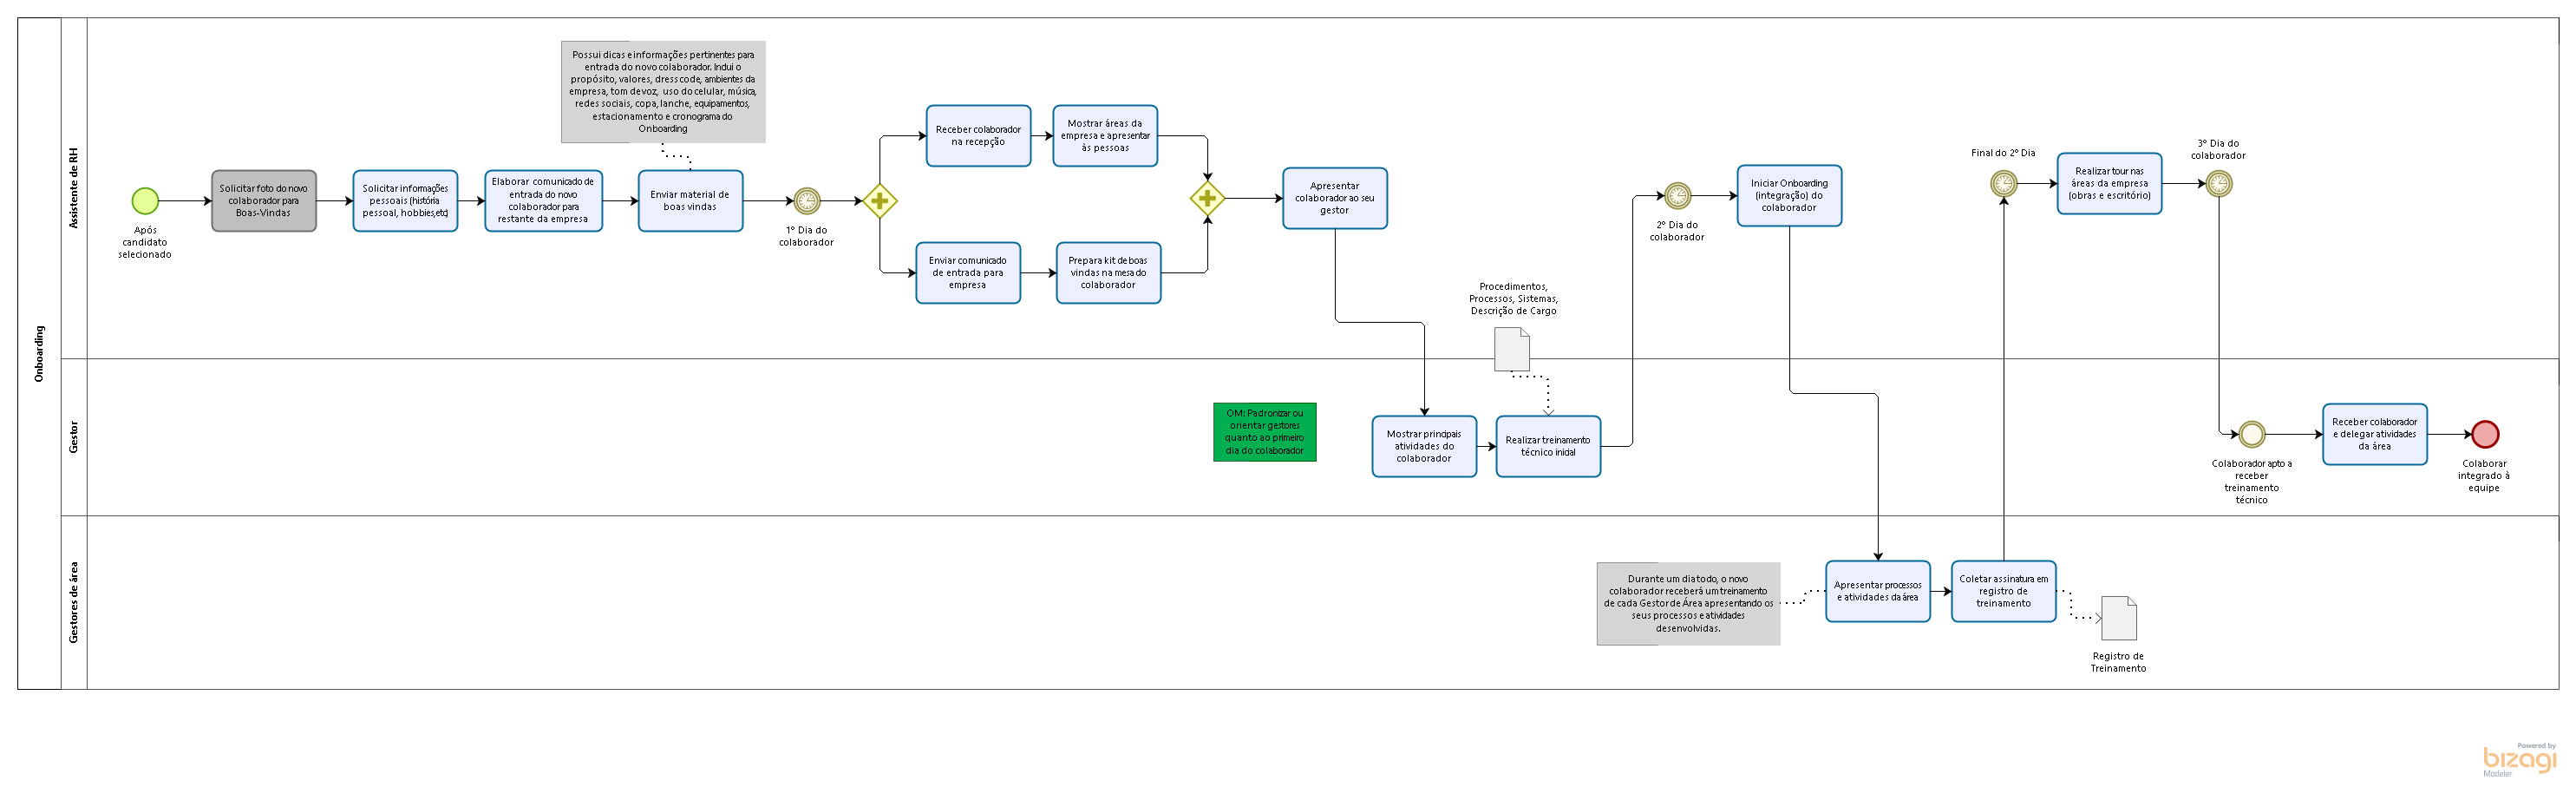 Onboarding
Assistente de RH
Após
candidato
selecionado
Solicitar foto do novo
colaborador para
Boas-Vindas
Solicitar informações
pessoais (história
pessoal, hobbies,etc)
Elaborar comunicado de
entrada do novo
colaborador para
restante da empresa
Possui dicas e informações pertinentes para
entrada do novo colaborador. Inclui o
propósito, valores, dress code, ambientes da
empresa, tom de voz, uso do celular, música,
redes sociais, copa, lanche, equipamentos,
estacionamento e cronograma do
Onboarding
Enviar material de
boas vindas
1º Dia do
colaborador
Receber colaborador
na recepção
Mostrar áreas da
empresa e apresentar
às pessoas
Enviar comunicado
de entrada para
empresa
Prepara kit de boas
vindas na mesa do
colaborador
Apresentar
colaborador ao seu
gestor
Procedimentos,
Processos, Sistemas,
Descrição de Cargo
2º Dia do
colaborador
Iniciar Onboarding
(integração) do
colaborador
Final do 2º Dia
Realizar tour nas
áreas da empresa
(obras e escritório)
3º Dia do
colaborador
Gestor
OM: Padronizar ou
orientar gestores
quanto ao primeiro
dia do colaborador
Mostrar principais
atividades do
colaborador
Realizar treinamento
técnico inicial
Colaborador apto a
receber
treinamento
técnico
Receber colaborador
e delegar atividades
da área
Colaborar
integrado à
equipe
Gestores de área
Durante um dia todo, o novo
colaborador receberá um treinamento
de cada Gestor de Área apresentando os
seus processos e atividades
desenvolvidas.
Apresentar processos
e atividades da área
Coletar assinatura em
registro de
treinamento
Registro de
Treinamento
Powered by
bizagi
Modeler